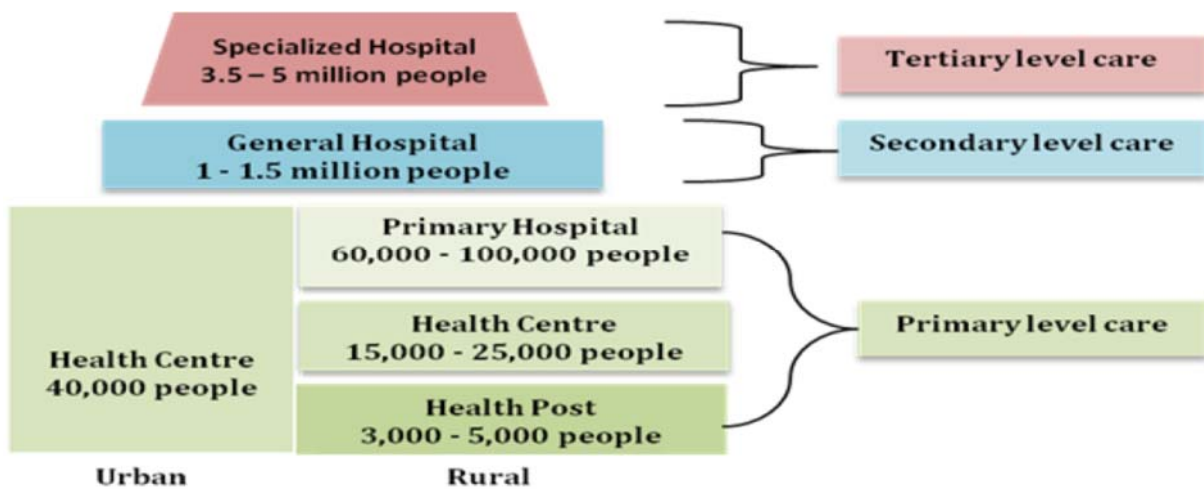 Specialized Hospital
3.5 – 5 million people
Tertiary level care
General Hospital
1 - 1.5 million people
Secondary level care
Primary Hospital
60,000 - 100,000 people
Health Centre
15,000 - 25,000 people
Primary level care
Health Centre
40,000 people
Health Post
3,000 - 5,000 people
Urban
Rural